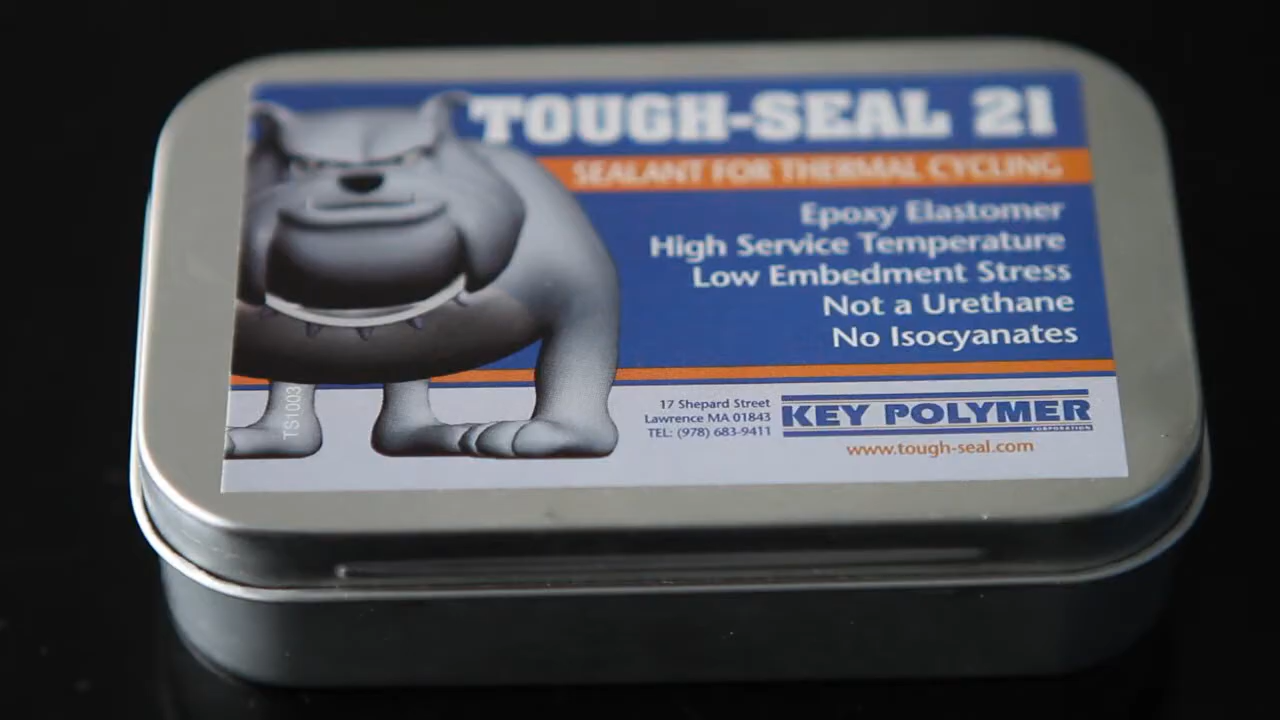 TOUGH-SEAL 21
SEALANT FOR THERMAL CYCLING
Epoxy Elastomer
High Service Temperature
Low Embedment Stress
Not a Urethane
No Isocyanates
TS1003
17 Shepard Street
Lawrence MA 01843
TEL: (978) 683-9411
KEY POLYMER
CORPORATION
www.tough-seal.com